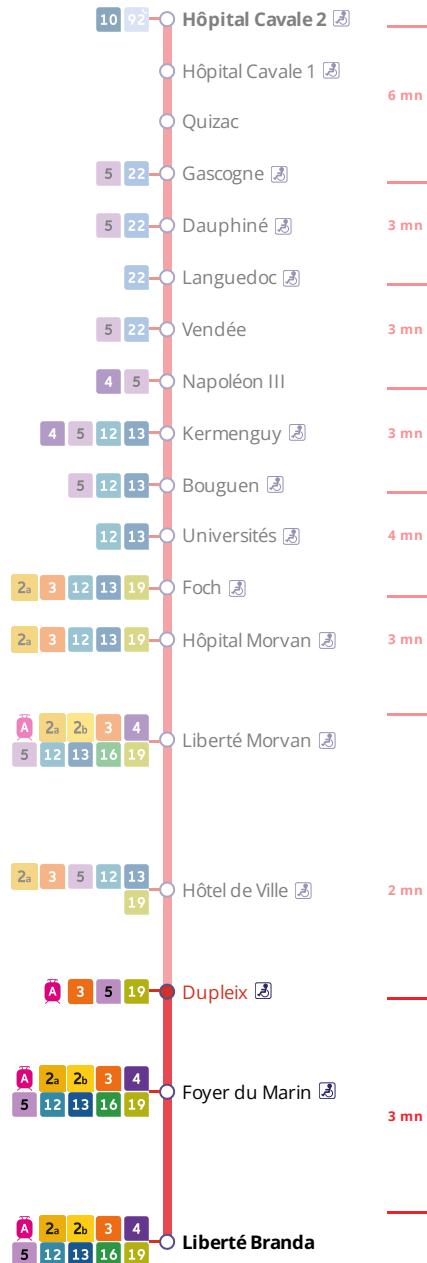 10 92 Hôpital Cavale 2
Hôpital Cavale 1
6 mn
Quizac
5 22 Gascogne
5 22 Dauphiné 3 mn
22 Languedoc
5 22 Vendée 3 mn
4 5 Napoléon III
4 5 12 13 Kermenguy 3 mn
5 12 13 Bouguen
12 13 Universités 4 mn
2a 3 12 13 19 Foch
2a 3 12 13 19 Hôpital Morvan 3 mn
A 2a 2b 3 4
5 12 13 16 19
Liberté Morvan
2a 3 5 12 13
19
Hôtel de Ville 2 mn
A 3 5 19 Dupleix
A 2a 2b 3 4
5 12 13 16 19
Foyer du Marin
3 mn
A 2a 2b 3 4
5 12 13 16 19
Liberté Branda